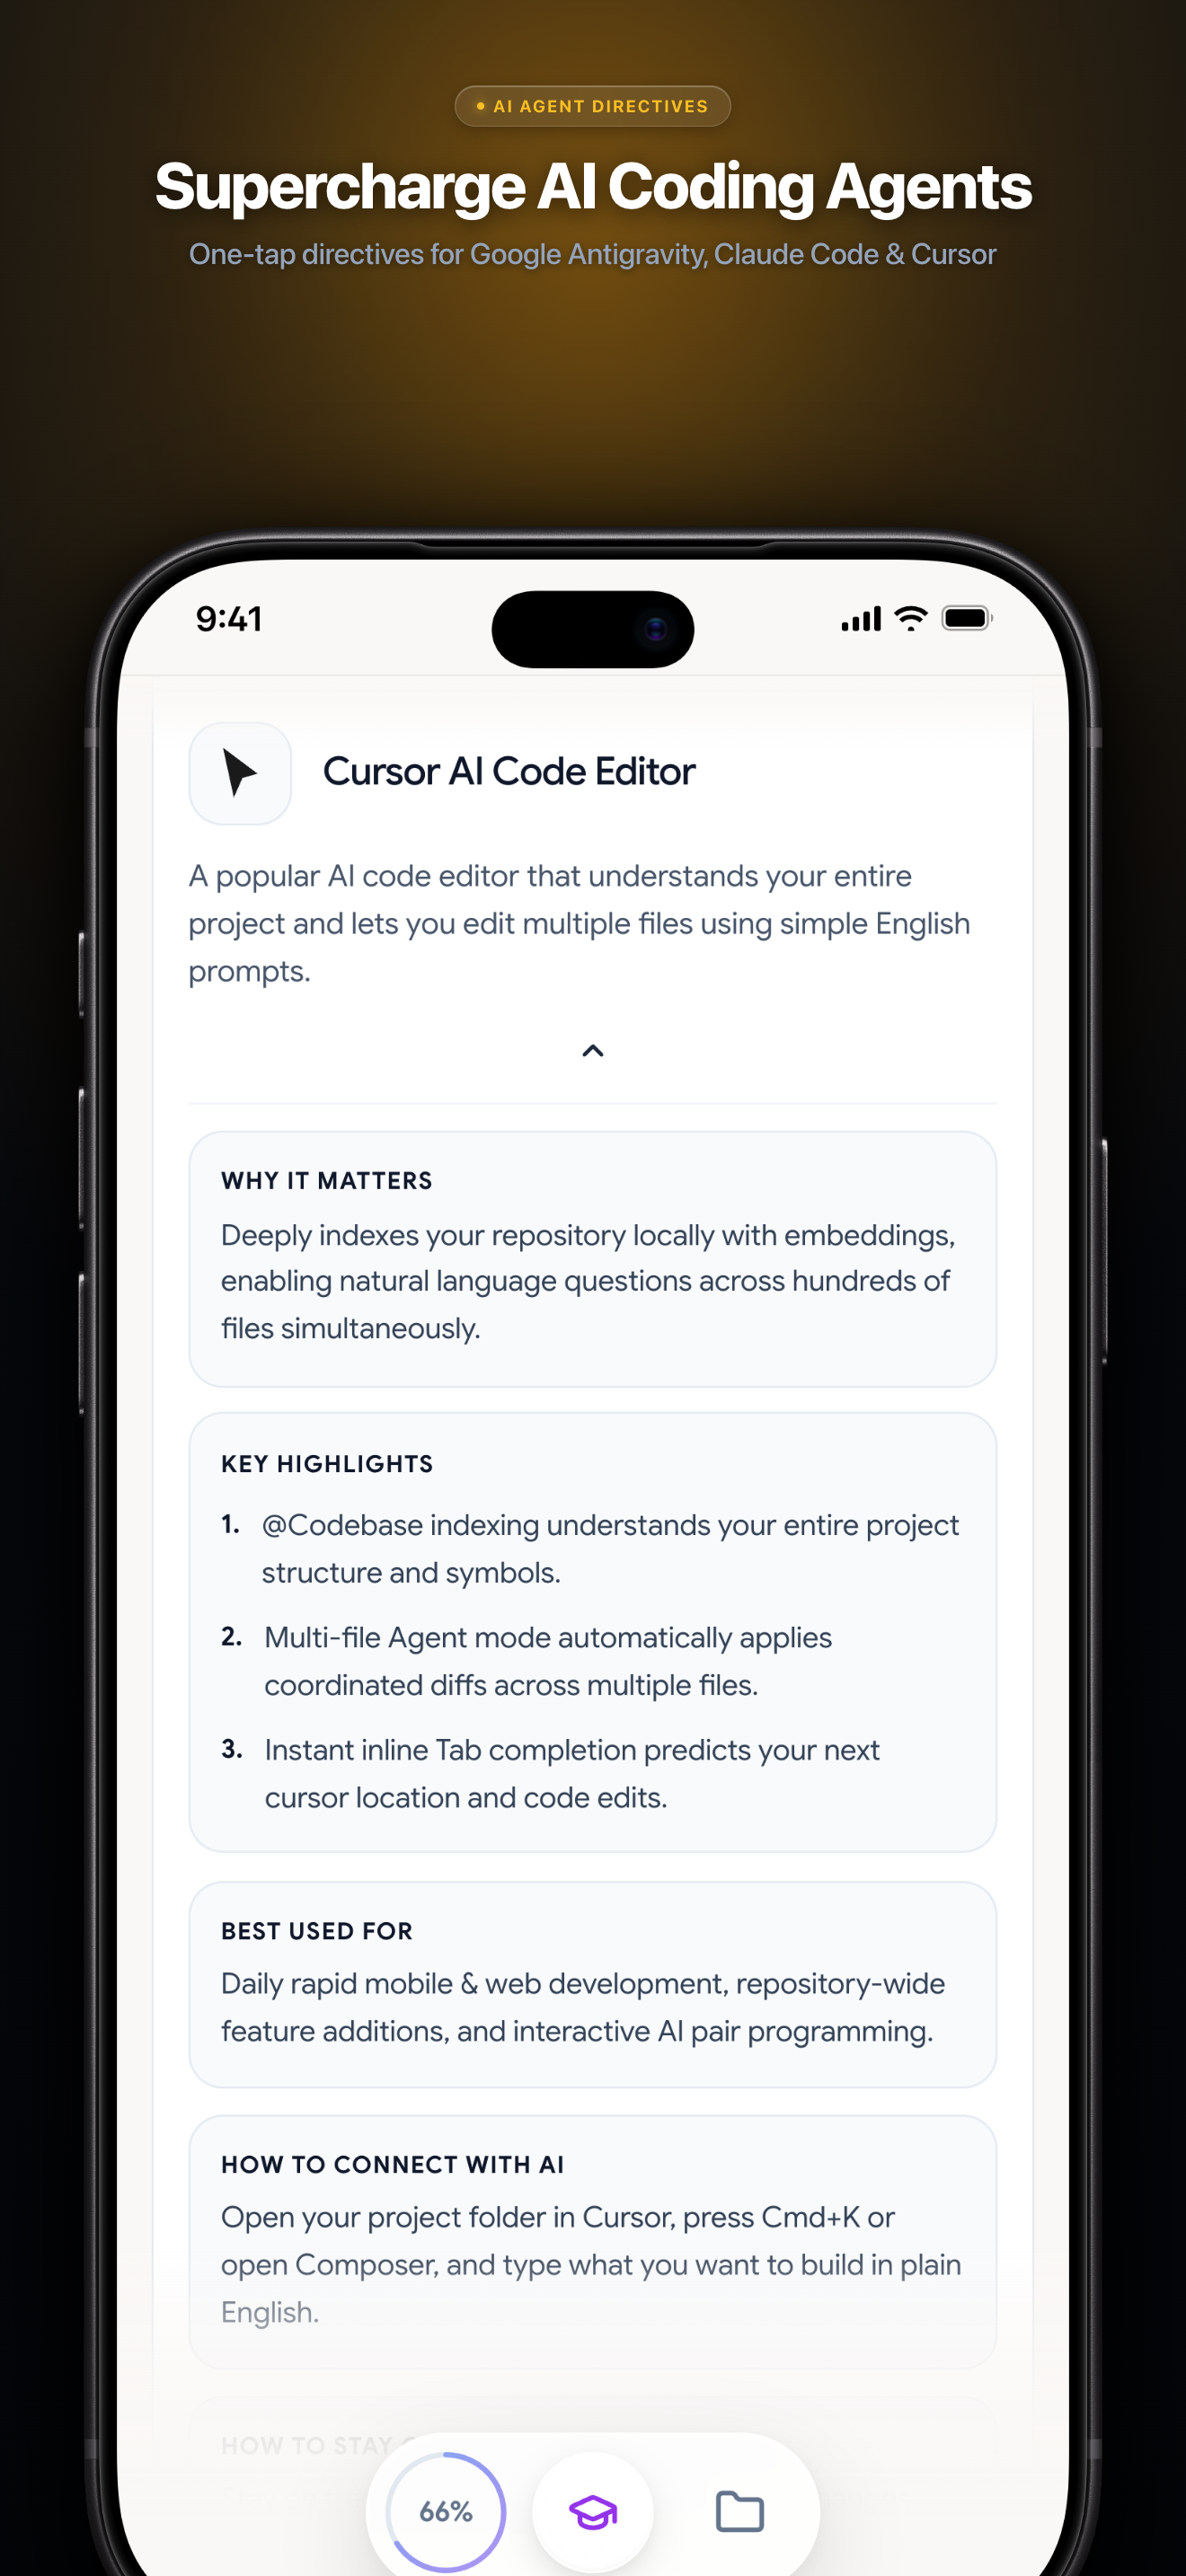 AI AGENT DIRECTIVES
Supercharge AI Coding Agents
One-tap directives for Google Antigravity, Claude Code & Cursor
9:41
Cursor AI Code Editor
A popular AI code editor that understands your entire
project and lets you edit multiple files using simple English
prompts.
WHY IT MATTERS
Deeply indexes your repository locally with embeddings,
enabling natural language questions across hundreds of
files simultaneously.
KEY HIGHLIGHTS
1. @Codebase indexing understands your entire project
structure and symbols.
2. Multi-file Agent mode automatically applies
coordinated diffs across multiple files.
3. Instant inline Tab completion predicts your next
cursor location and code edits.
BEST USED FOR
Daily rapid mobile & web development, repository-wide
feature additions, and interactive AI pair programming.
HOW TO CONNECT WITH AI
Open your project folder in Cursor, press Cmd+K or
open Composer, and type what you want to build in plain
English.
HOW TO STAY
66%